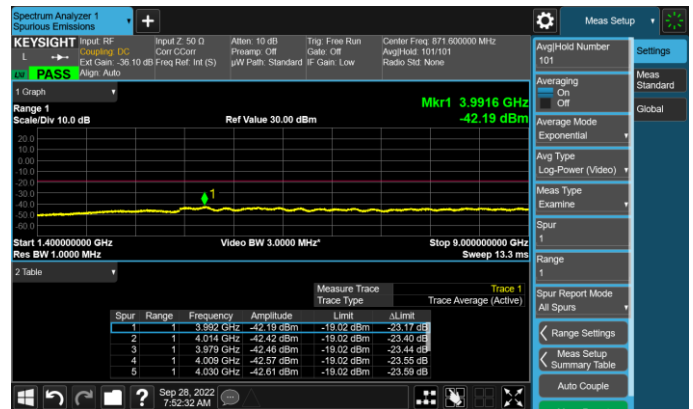 Spectrum Analyzer 1
Spurious Emissions
Meas Setup
KEYSIGHT
L
LXI
PASS
Input: RF
Coupling: DC
Ext Gain: -36.10 dB
Align: Auto
Input Z: 50 Ω
Corr CCorr
Freq Ref: Int (S)
Atten: 10 dB
Preamp: Off
µW Path: Standard
Trig: Free Run
Gate: Off
IF Gain: Low
Center Freq: 871.600000 MHz
Avg|Hold: 101/101
Radio Std: None
1 Graph
Range 1
Scale/Div 10.0 dB
Ref Value 30.00 dBm
Mkr1 3.9916 GHz
-42.19 dBm
20.0
10.0
0.00
-10.0
-20.0
-30.0
-40.0
-50.0
-60.0
1
Start 1.400000000 GHz
Res BW 1.0000 MHz
Video BW 3.0000 MHz*
Stop 9.000000000 GHz
Sweep 13.3 ms
2 Table
Measure Trace Trace 1
Trace Type Trace Average (Active)
Spur Range Frequency Amplitude Limit ΔLimit
1 1 3.992 GHz -42.19 dBm -19.02 dBm -23.17 dB
2 1 4.014 GHz -42.42 dBm -19.02 dBm -23.40 dB
3 1 3.979 GHz -42.46 dBm -19.02 dBm -23.44 dB
4 1 4.009 GHz -42.57 dBm -19.02 dBm -23.55 dB
5 1 4.030 GHz -42.61 dBm -19.02 dBm -23.59 dB
Sep 28, 2022
7:52:32 AM
Avg|Hold Number
101
Averaging
On
Off
Average Mode
Exponential
Avg Type
Log-Power (Video)
Meas Type
Examine
Spur
1
Range
1
Spur Report Mode
All Spurs
Range Settings
Meas Setup
Summary Table
Auto Couple
Settings
Meas
Standard
Global